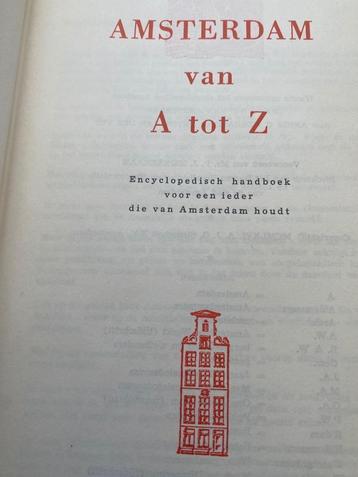 AMSTERDAM
van
A tot Z
Encyclopedisch handboek
voor een ieder
die van Amsterdam houdt